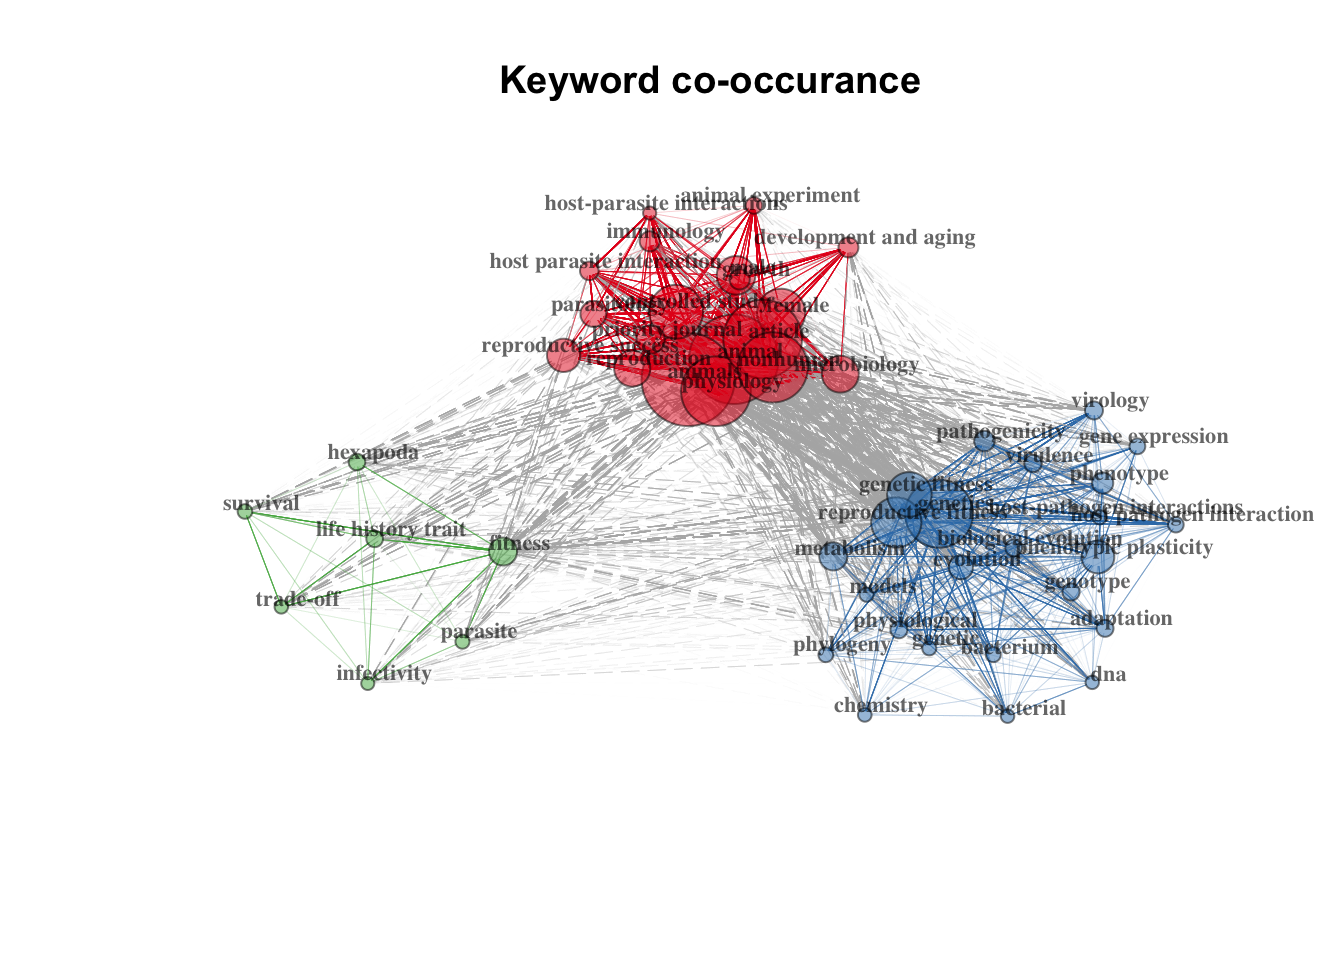 Keyword co-occurance
animal experiment
host-parasite interactions
immunology
development and aging
host parasite interaction
growth
controlled study
parasitology
female
priority journal
article
reproductive success
animal
reproduction
nonhuman
microbiology
animals
physiology
virology
pathogenicity
gene expression
hexapoda
virulence
phenotype
genetic fitness
survival
genetics
host-pathogen interactions
reproductive fitness
host pathogen interaction
life history trait
biological evolution
fitness
metabolism
phenotypic plasticity
evolution
models
genotype
trade-off
physiological
adaptation
parasite
genetic
phylogeny
bacterium
infectivity
dna
chemistry
bacterial